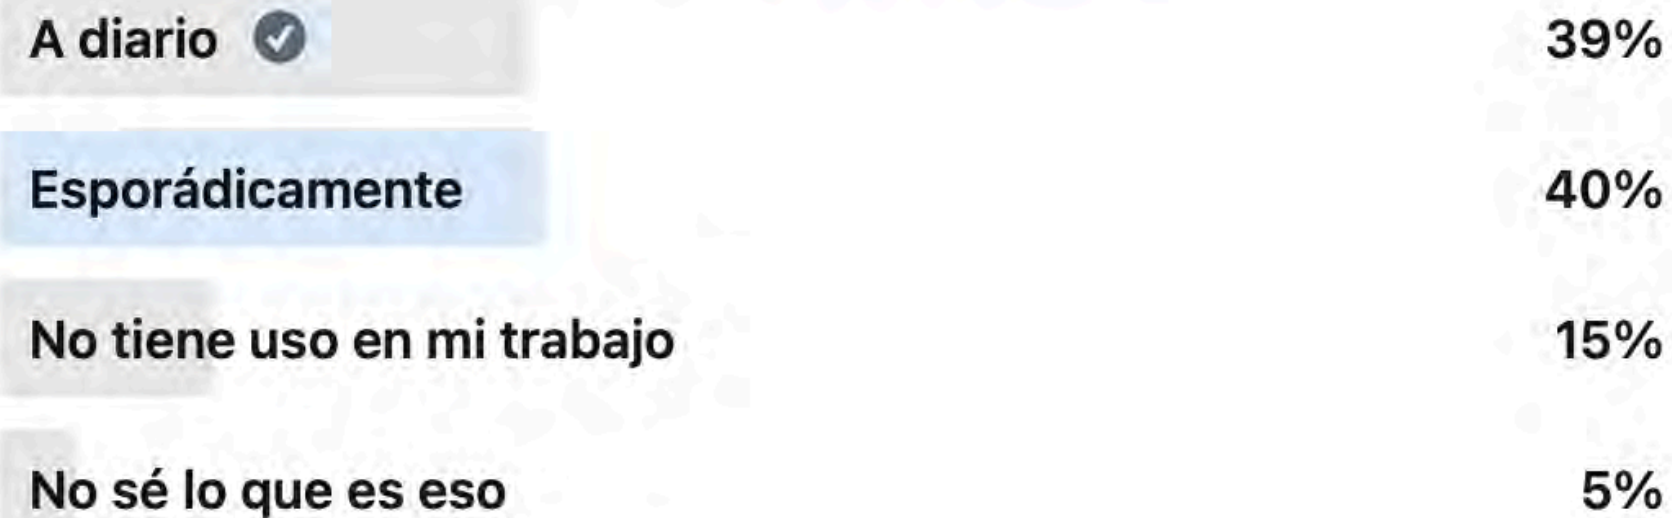 A diario 39%
Esporádicamente 40%
No tiene uso en mi trabajo 15%
No sé lo que es eso 5%